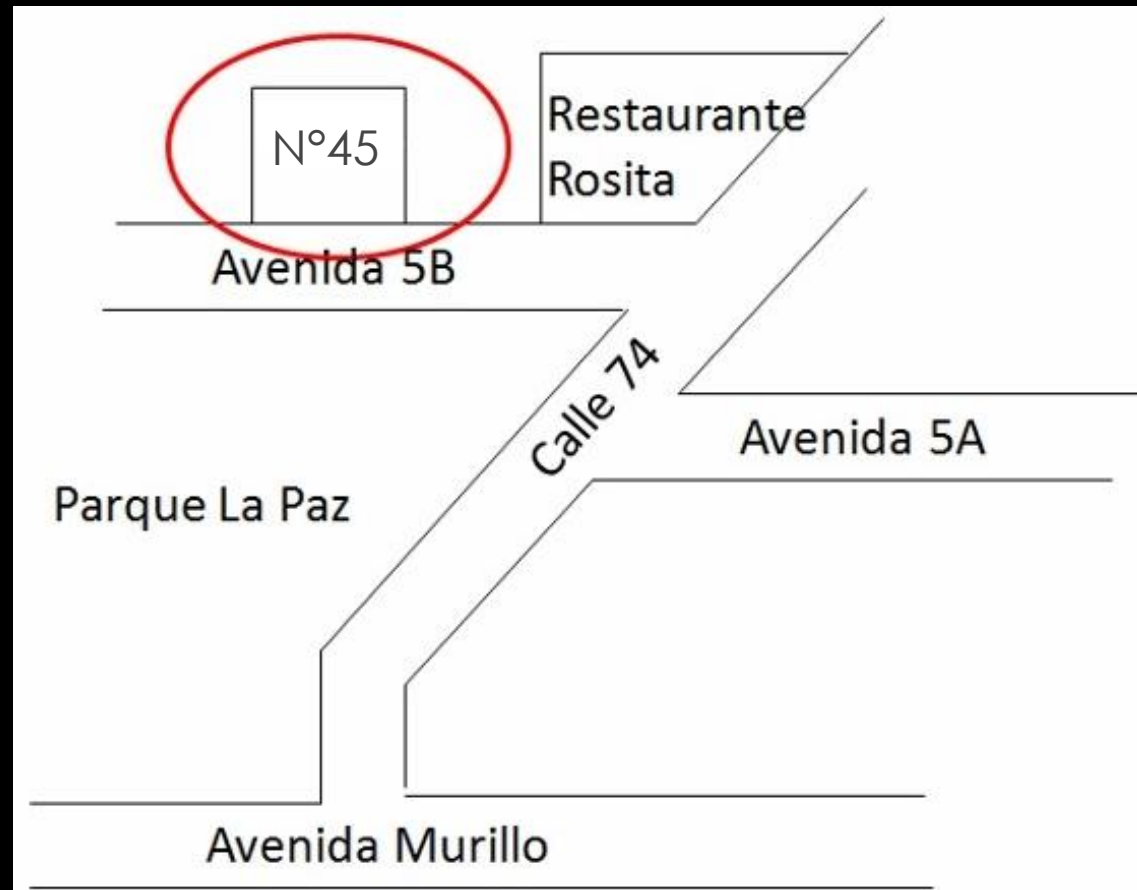 N°45
Restaurante
Rosita
Avenida 5B
Calle 74
Avenida 5A
Parque La Paz
Avenida Murillo